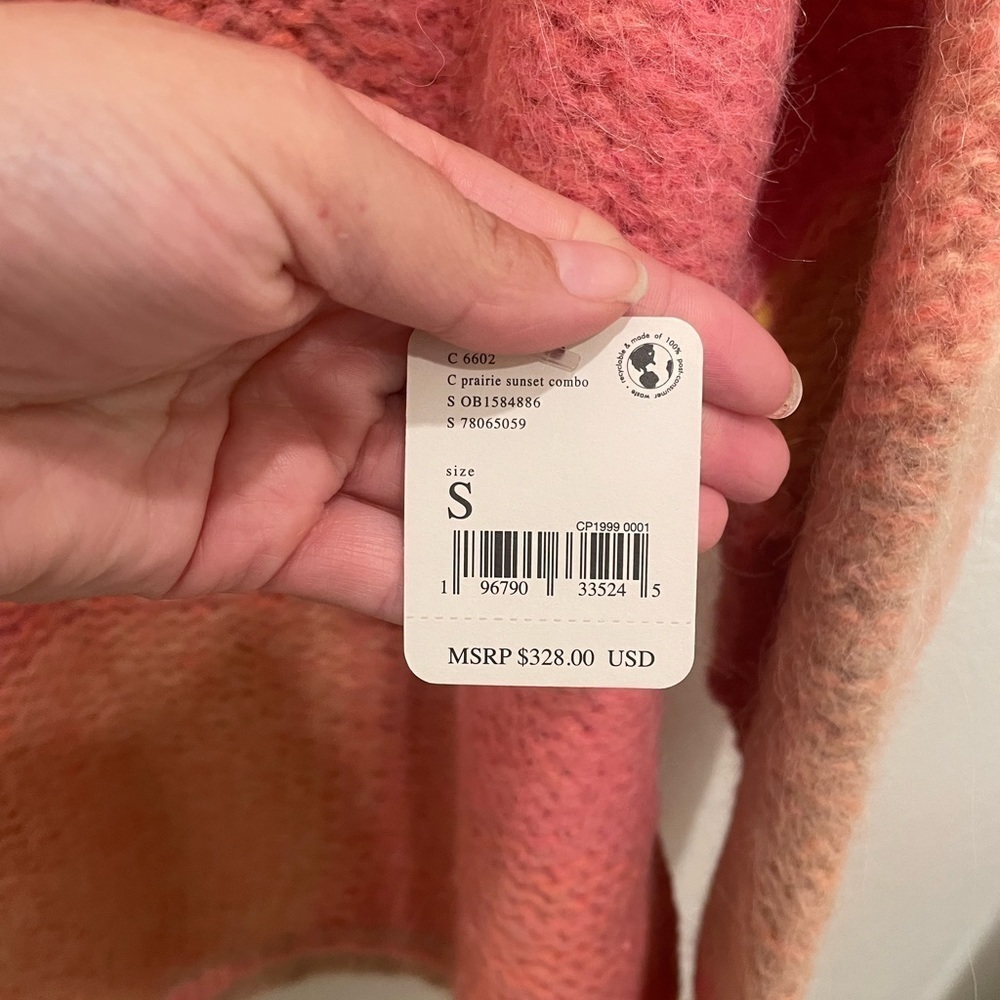 C 6602
C prairie sunset combo
S OB1584886
S 78065059
recyclable & made of 100% post-consumer waste •
size
S
CP1999 0001
1 96790 33524 5
MSRP $328.00 USD